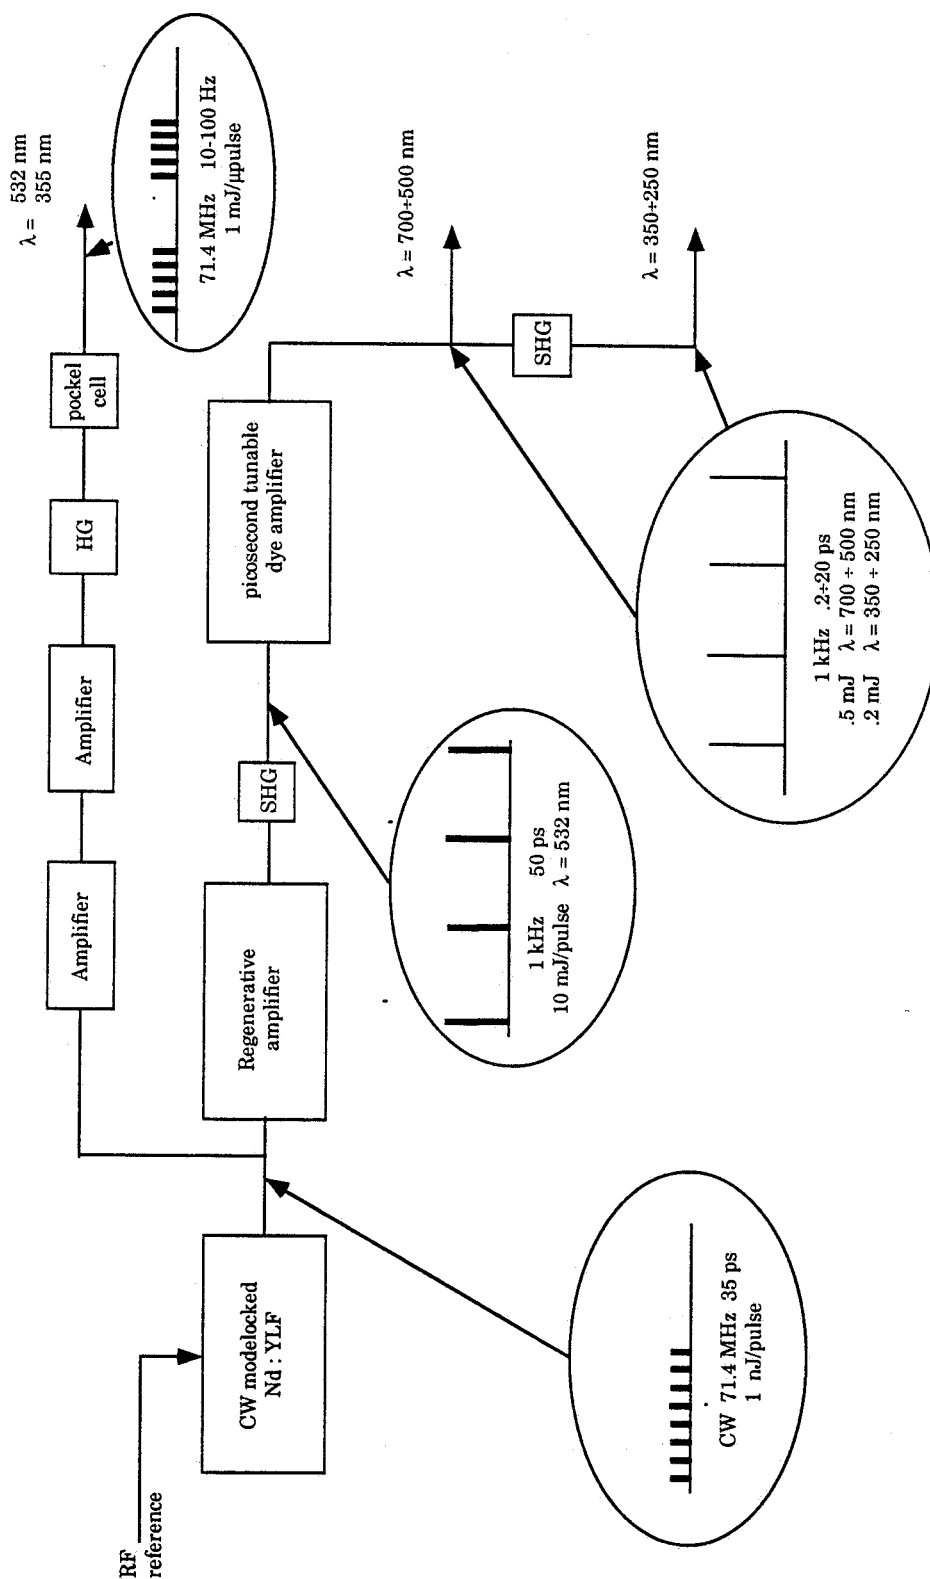 RF
reference
CW modelocked
Nd : YLF
CW 71.4 MHz 35 ps
1 nJ/pulse
Amplifier
Amplifier
HG
pockel
cell
λ = 532 nm
355 nm
71.4 MHz 10-100 Hz
1 mJ/μpulse
Regenerative
amplifier
SHG
1 kHz 50 ps
10 mJ/pulse λ = 532 nm
picosecond tunable
dye amplifier
λ = 700÷500 nm
SHG
λ = 350÷250 nm
1 kHz .2÷20 ps
.5 mJ λ = 700 ÷ 500 nm
.2 mJ λ = 350 ÷ 250 nm